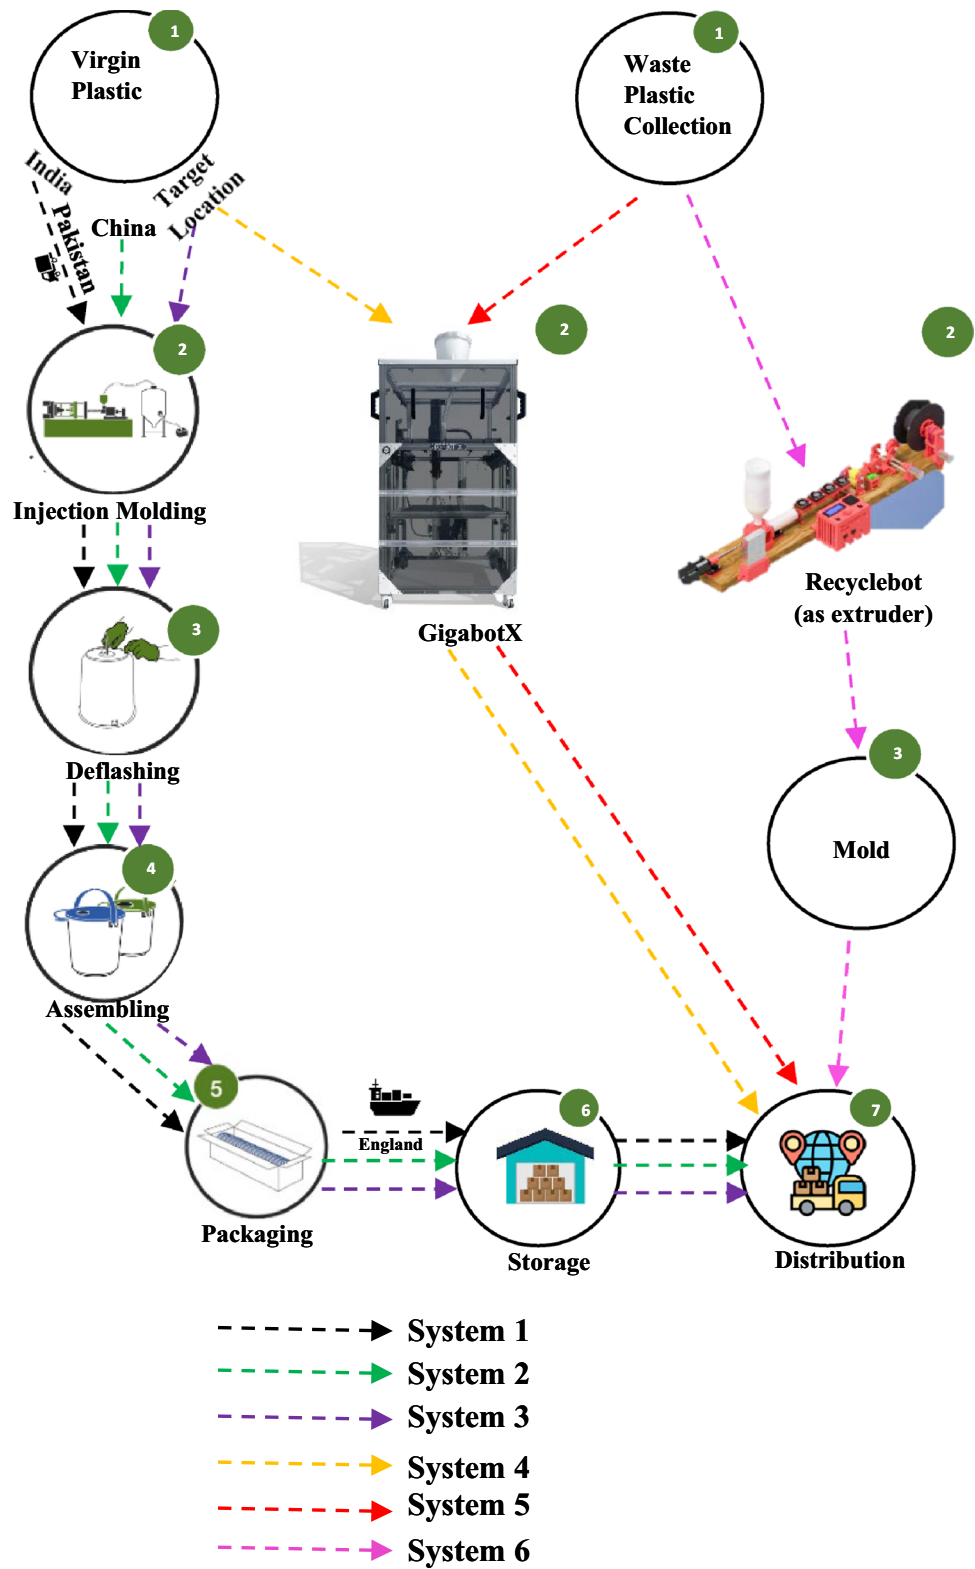 1
Virgin
Plastic
1
Waste
Plastic
Collection
India
Pakistan
China
Target
Location
2
Injection Molding
2
GigabotX
2
Recyclebot
(as extruder)
3
Deflashing
3
Mold
4
Assembling
5
Packaging
England
6
Storage
7
Distribution
System 1
System 2
System 3
System 4
System 5
System 6